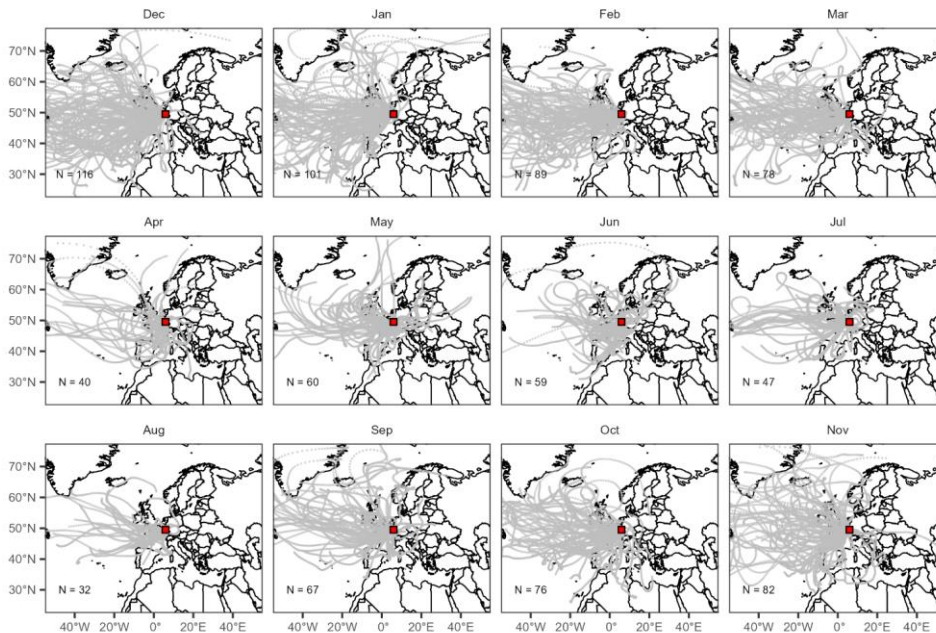 Dec Jan Feb Mar
70°N
60°N
50°N
40°N
30°N
N = 116 N = 101 N = 89 N = 78
Apr May Jun Jul
70°N
60°N
50°N
40°N
30°N
N = 40 N = 60 N = 59 N = 47
Aug Sep Oct Nov
70°N
60°N
50°N
40°N
30°N
N = 32 N = 67 N = 76 N = 82
40°W 20°W 0° 20°E 40°E 40°W 20°W 0° 20°E 40°E 40°W 20°W 0° 20°E 40°E 40°W 20°W 0° 20°E 40°E